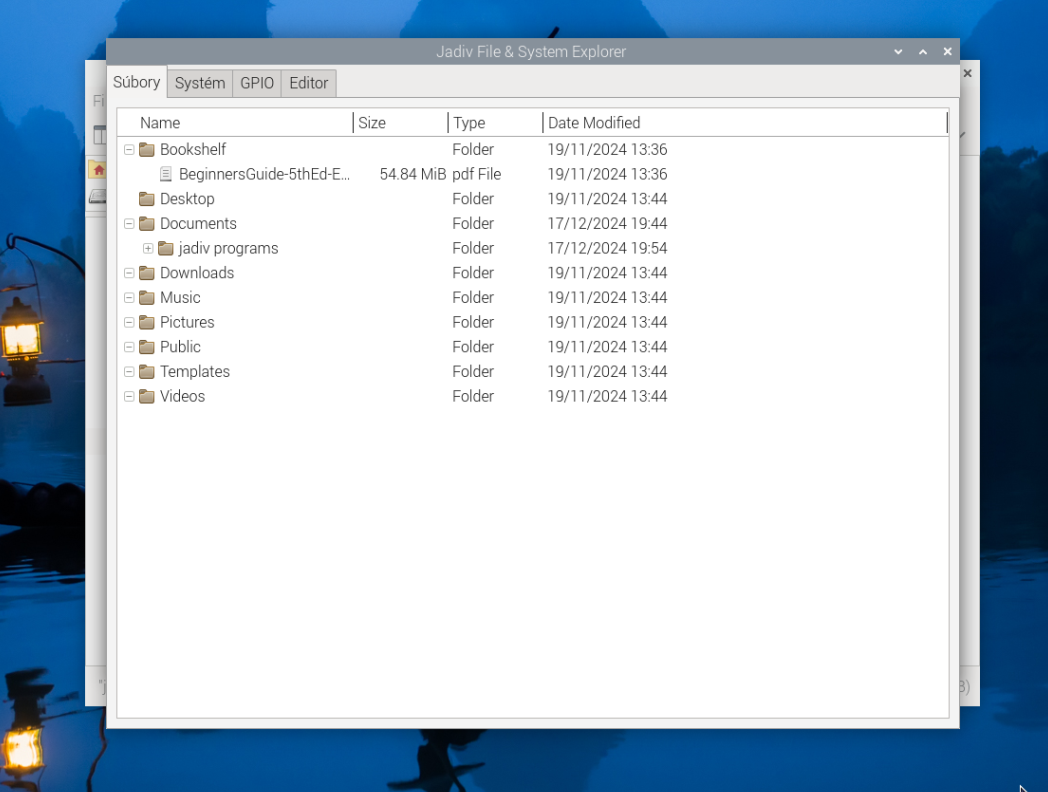 Jadiv File & System Explorer
Súbory Systém GPIO Editor
Fi
Name Size Type Date Modified
Bookshelf Folder 19/11/2024 13:36
BeginnersGuide-5thEd-E... 54.84 MiB pdf File 19/11/2024 13:36
Desktop Folder 19/11/2024 13:44
Documents Folder 17/12/2024 19:44
jadiv programs Folder 17/12/2024 19:54
Downloads Folder 19/11/2024 13:44
Music Folder 19/11/2024 13:44
Pictures Folder 19/11/2024 13:44
Public Folder 19/11/2024 13:44
Templates Folder 19/11/2024 13:44
Videos Folder 19/11/2024 13:44